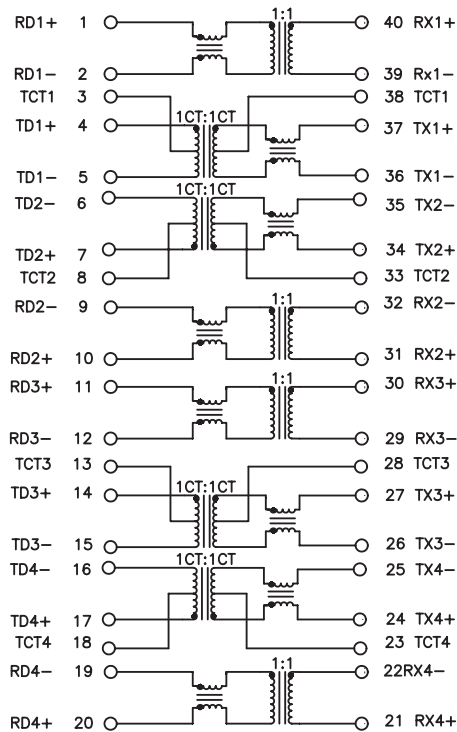 1:1
RD1+ 1 40 RX1+
RD1− 2 39 Rx1−
TCT1 3 38 TCT1
1CT:1CT
TD1+ 4 37 TX1+
TD1− 5 36 TX1−
1CT:1CT
TD2− 6 35 TX2−
TD2+ 7 34 TX2+
TCT2 8 33 TCT2
1:1
RD2− 9 32 RX2−
RD2+ 10 31 RX2+
1:1
RD3+ 11 30 RX3+
RD3− 12 29 RX3−
TCT3 13 28 TCT3
1CT:1CT
TD3+ 14 27 TX3+
TD3− 15 26 TX3−
1CT:1CT
TD4− 16 25 TX4−
TD4+ 17 24 TX4+
TCT4 18 23 TCT4
1:1
RD4− 19 22RX4−
RD4+ 20 21 RX4+